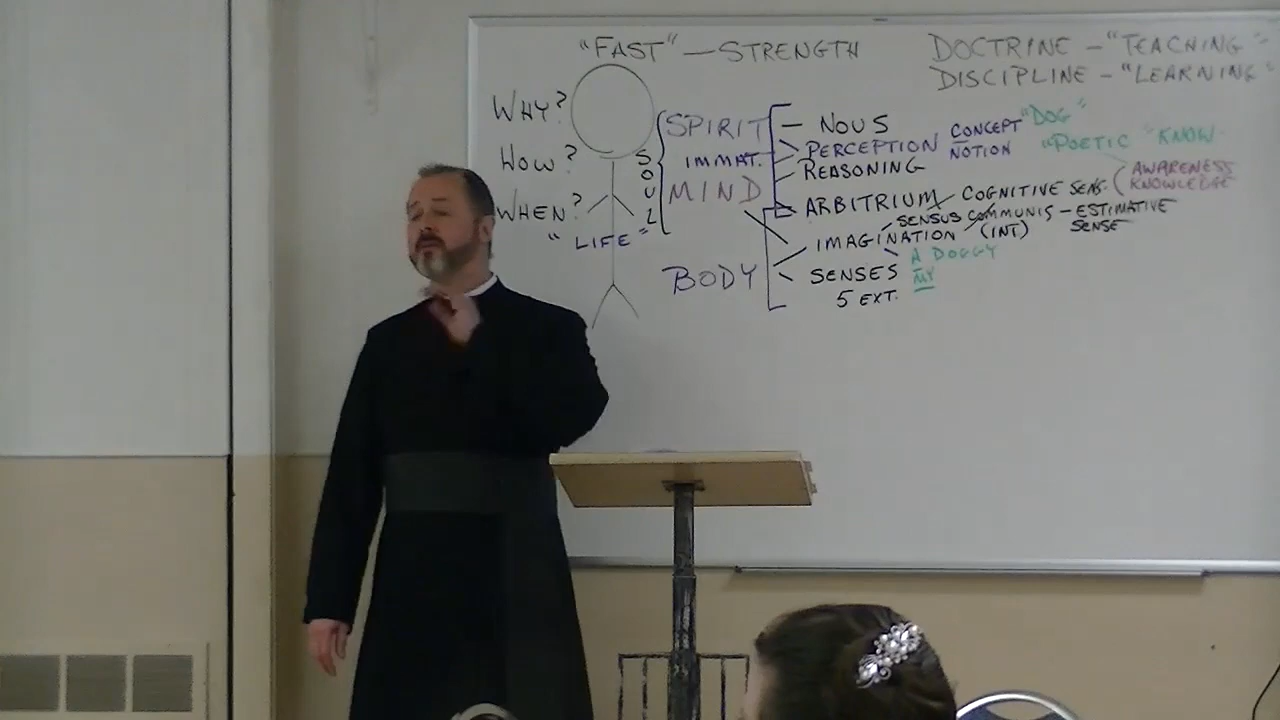 "FAST" — STRENGTH
DOCTRINE - "TEACHING"
DISCIPLINE - "LEARNING"
WHY?
HOW?
WHEN?
"LIFE"
SOUL
SPIRIT
IMMAT.
MIND
BODY
— NOUS
PERCEPTION CONCEPT "DOG"
NOTION
"POETIC "KNOW
REASONING
AWARENESS
KNOWLEDGE
ARBITRIUM COGNITIVE SENS.
SENSUS COMMUNIS - ESTIMATIVE
SENSE
IMAGINATION (INT)
A DOGGY
SENSES MY
5 EXT.